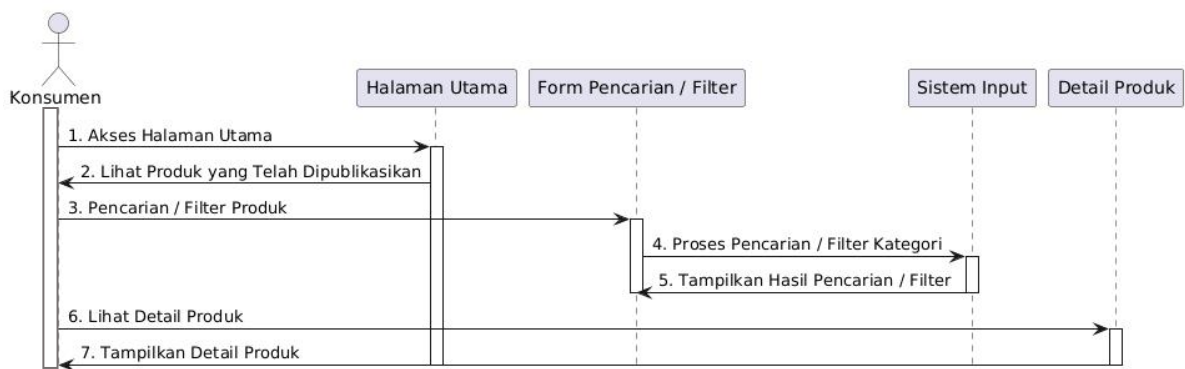 Konsumen
Halaman Utama
Form Pencarian / Filter
Sistem Input
Detail Produk
1. Akses Halaman Utama
2. Lihat Produk yang Telah Dipublikasikan
3. Pencarian / Filter Produk
4. Proses Pencarian / Filter Kategori
5. Tampilkan Hasil Pencarian / Filter
6. Lihat Detail Produk
7. Tampilkan Detail Produk